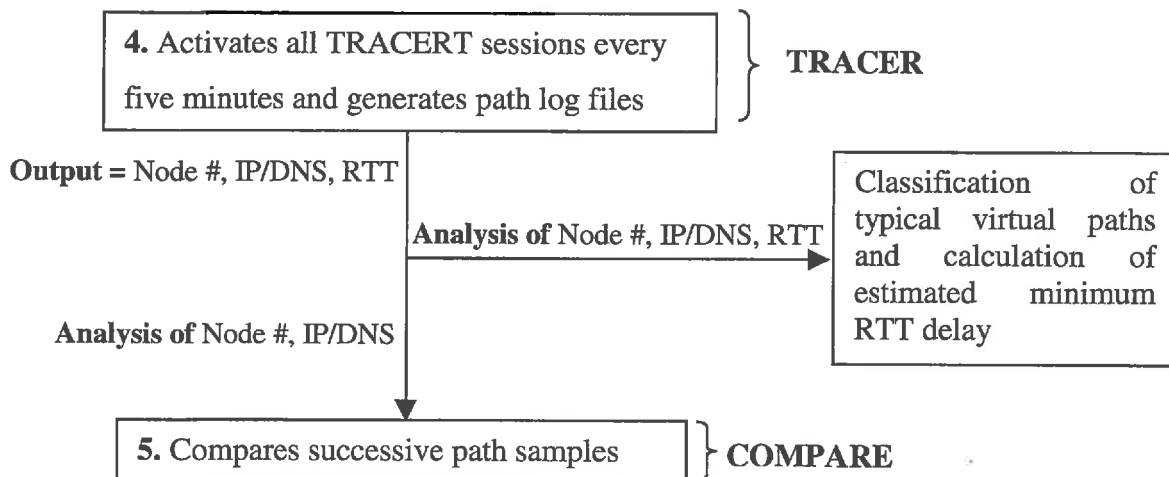 4. Activates all TRACERT sessions every
five minutes and generates path log files
TRACER
Output = Node #, IP/DNS, RTT
Analysis of Node #, IP/DNS, RTT
Classification of
typical virtual paths
and calculation of
estimated minimum
RTT delay
Analysis of Node #, IP/DNS
5. Compares successive path samples
COMPARE